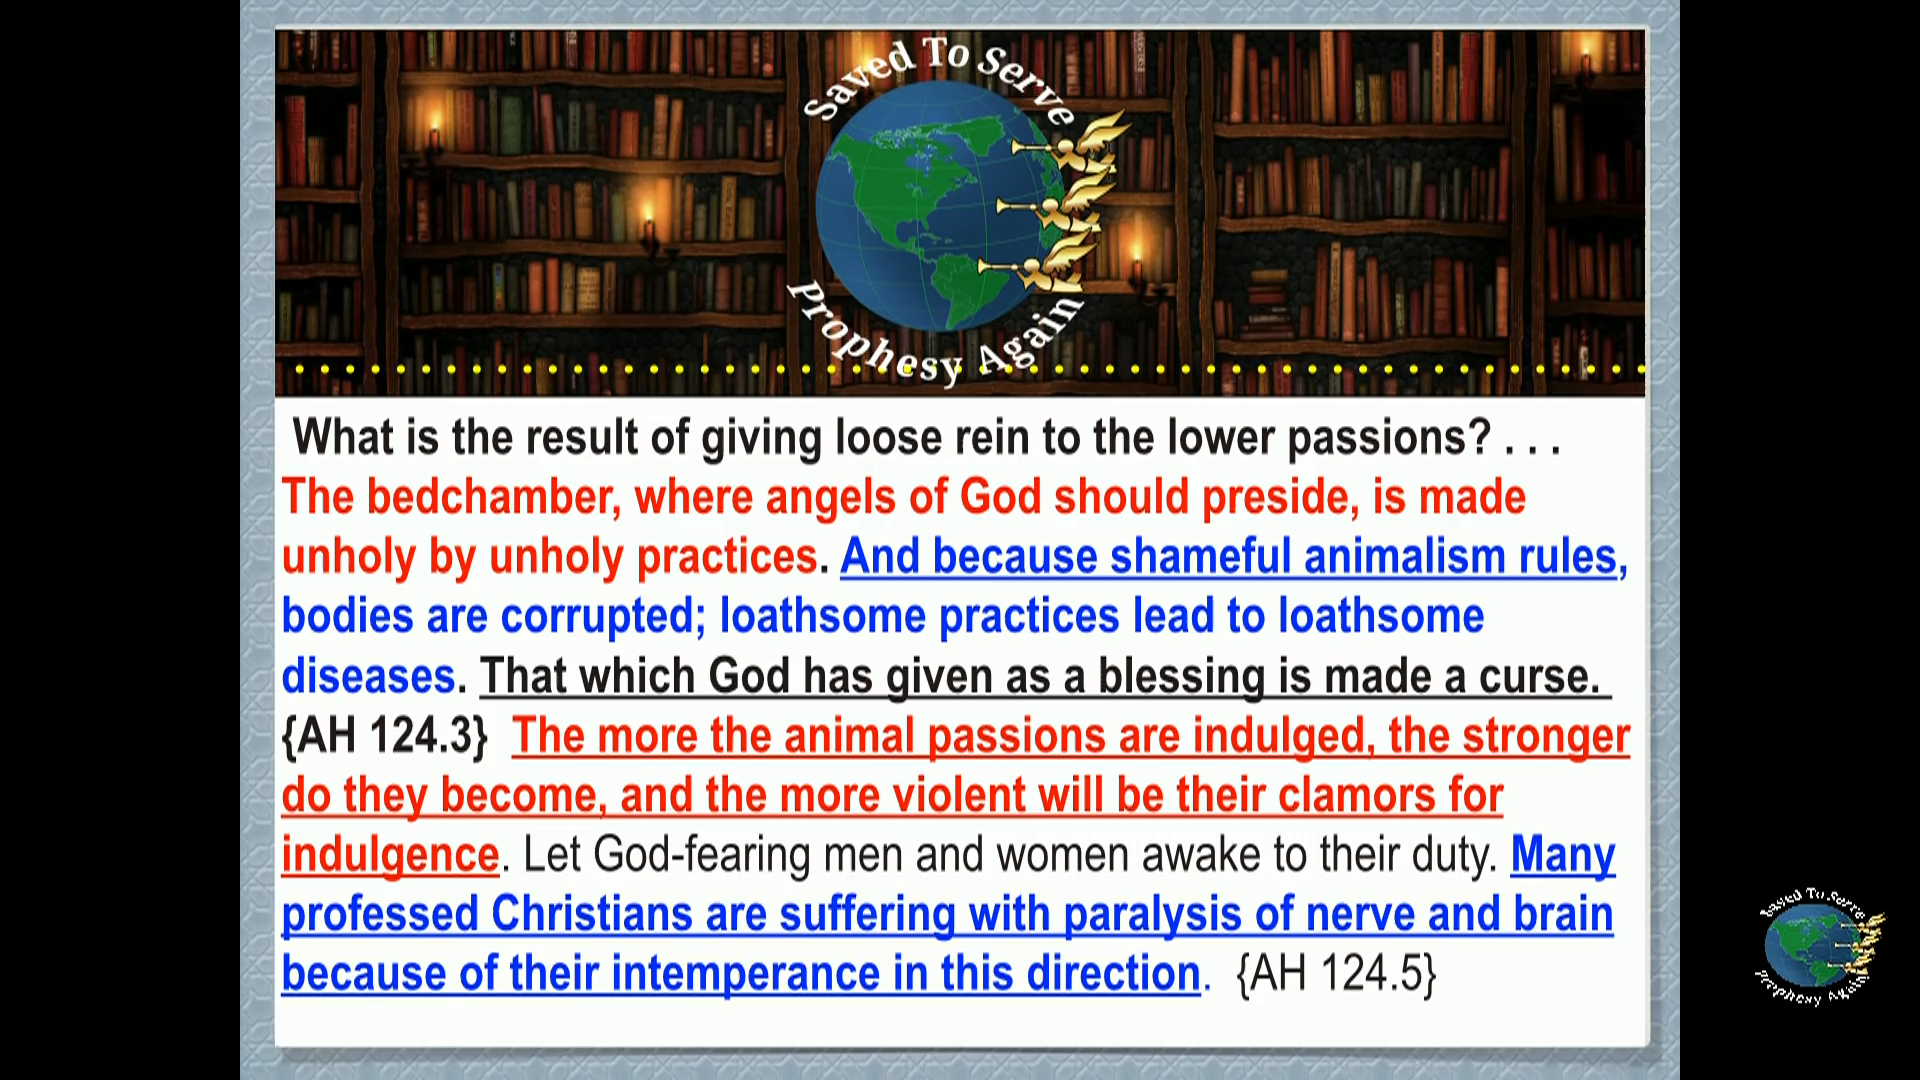 Saved To Serve
Prophesy Again
What is the result of giving loose rein to the lower passions? . . .
The bedchamber, where angels of God should preside, is made
unholy by unholy practices. And because shameful animalism rules,
bodies are corrupted; loathsome practices lead to loathsome
diseases. That which God has given as a blessing is made a curse.
{AH 124.3} The more the animal passions are indulged, the stronger
do they become, and the more violent will be their clamors for
indulgence. Let God-fearing men and women awake to their duty. Many
professed Christians are suffering with paralysis of nerve and brain
because of their intemperance in this direction. {AH 124.5}
Saved To Serve
Prophesy Again